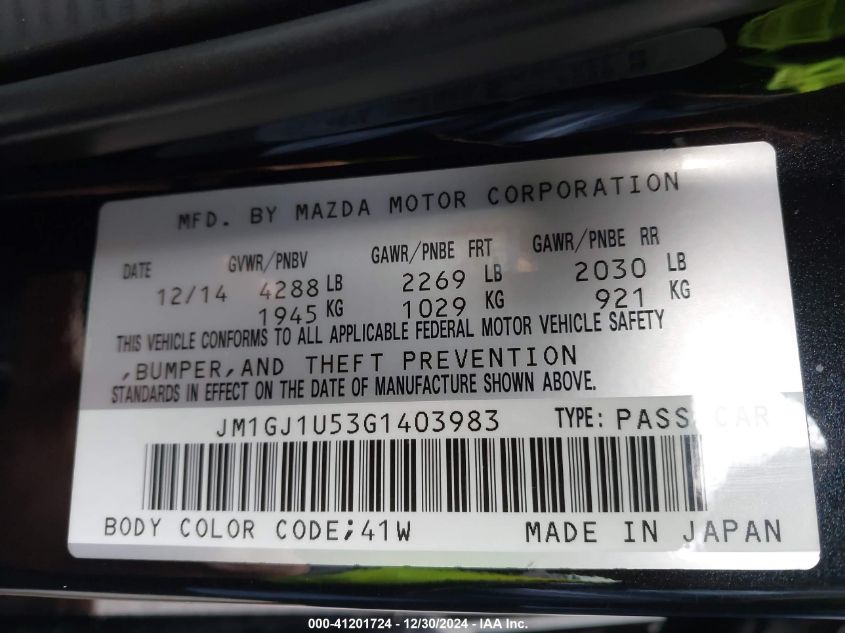 MFD. BY MAZDA MOTOR CORPORATION
DATE GVWR/PNBV GAWR/PNBE FRT GAWR/PNBE RR
12/14 4288 LB 2269 LB 2030 LB
1945 KG 1029 KG 921 KG
THIS VEHICLE CONFORMS TO ALL APPLICABLE FEDERAL MOTOR VEHICLE SAFETY
,BUMPER,AND THEFT PREVENTION
STANDARDS IN EFFECT ON THE DATE OF MANUFACTURE SHOWN ABOVE.
JM1GJ1U53G1403983 TYPE: PASS CAR
BODY COLOR CODE;41W MADE IN JAPAN
000-41201724 - 12/30/2024 - IAA Inc.